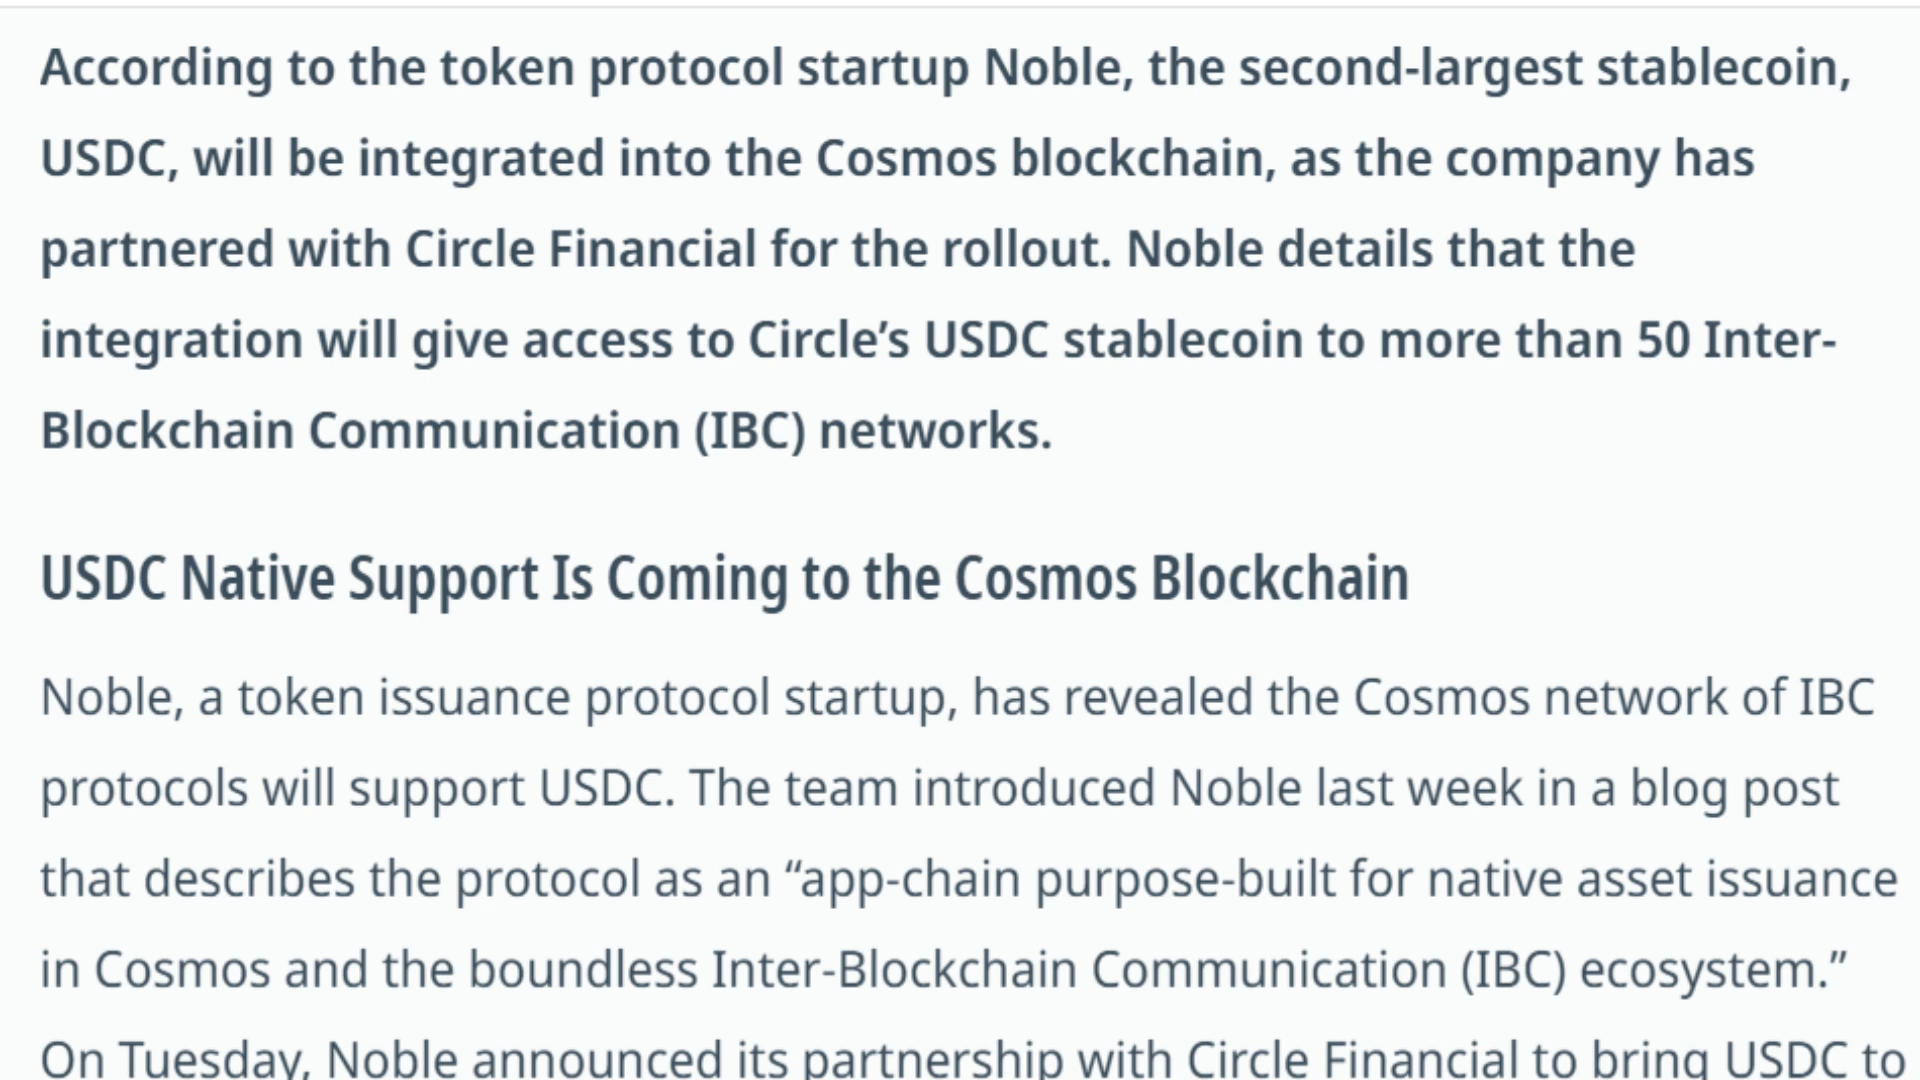 According to the token protocol startup Noble, the second-largest stablecoin,
USDC, will be integrated into the Cosmos blockchain, as the company has
partnered with Circle Financial for the rollout. Noble details that the
integration will give access to Circle’s USDC stablecoin to more than 50 Inter-
Blockchain Communication (IBC) networks.
USDC Native Support Is Coming to the Cosmos Blockchain
Noble, a token issuance protocol startup, has revealed the Cosmos network of IBC
protocols will support USDC. The team introduced Noble last week in a blog post
that describes the protocol as an “app-chain purpose-built for native asset issuance
in Cosmos and the boundless Inter-Blockchain Communication (IBC) ecosystem.”
On Tuesday, Noble announced its partnership with Circle Financial to bring USDC to